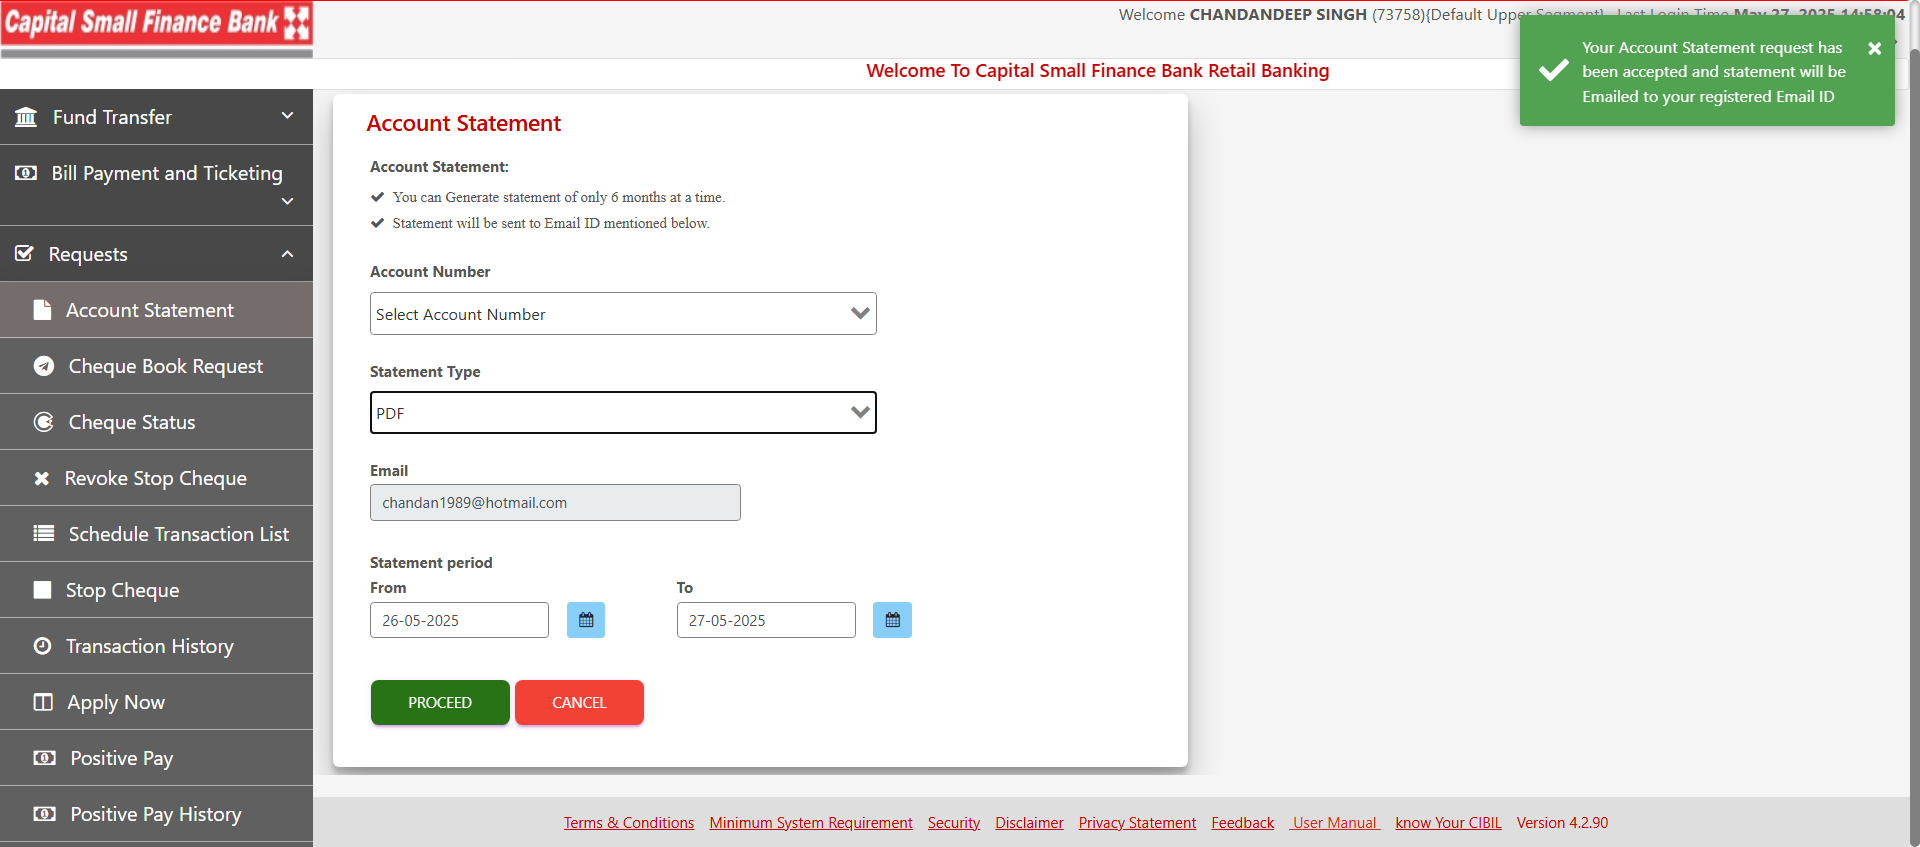 Capital Small Finance Bank
Welcome CHANDANDEEP SINGH (73758){Default Upper Segment} Last Login Time May 27, 2025 14:58:04
Your Account Statement request has
been accepted and statement will be
Emailed to your registered Email ID
Welcome To Capital Small Finance Bank Retail Banking
Fund Transfer
Bill Payment and Ticketing
Requests
Account Statement
Cheque Book Request
Cheque Status
Revoke Stop Cheque
Schedule Transaction List
Stop Cheque
Transaction History
Apply Now
Positive Pay
Positive Pay History
Account Statement
Account Statement:
You can Generate statement of only 6 months at a time.
Statement will be sent to Email ID mentioned below.
Account Number
Select Account Number
Statement Type
PDF
Email
chandan1989@hotmail.com
Statement period
From To
26-05-2025 27-05-2025
PROCEED CANCEL
Terms & Conditions Minimum System Requirement Security Disclaimer Privacy Statement Feedback User Manual know Your CIBIL Version 4.2.90